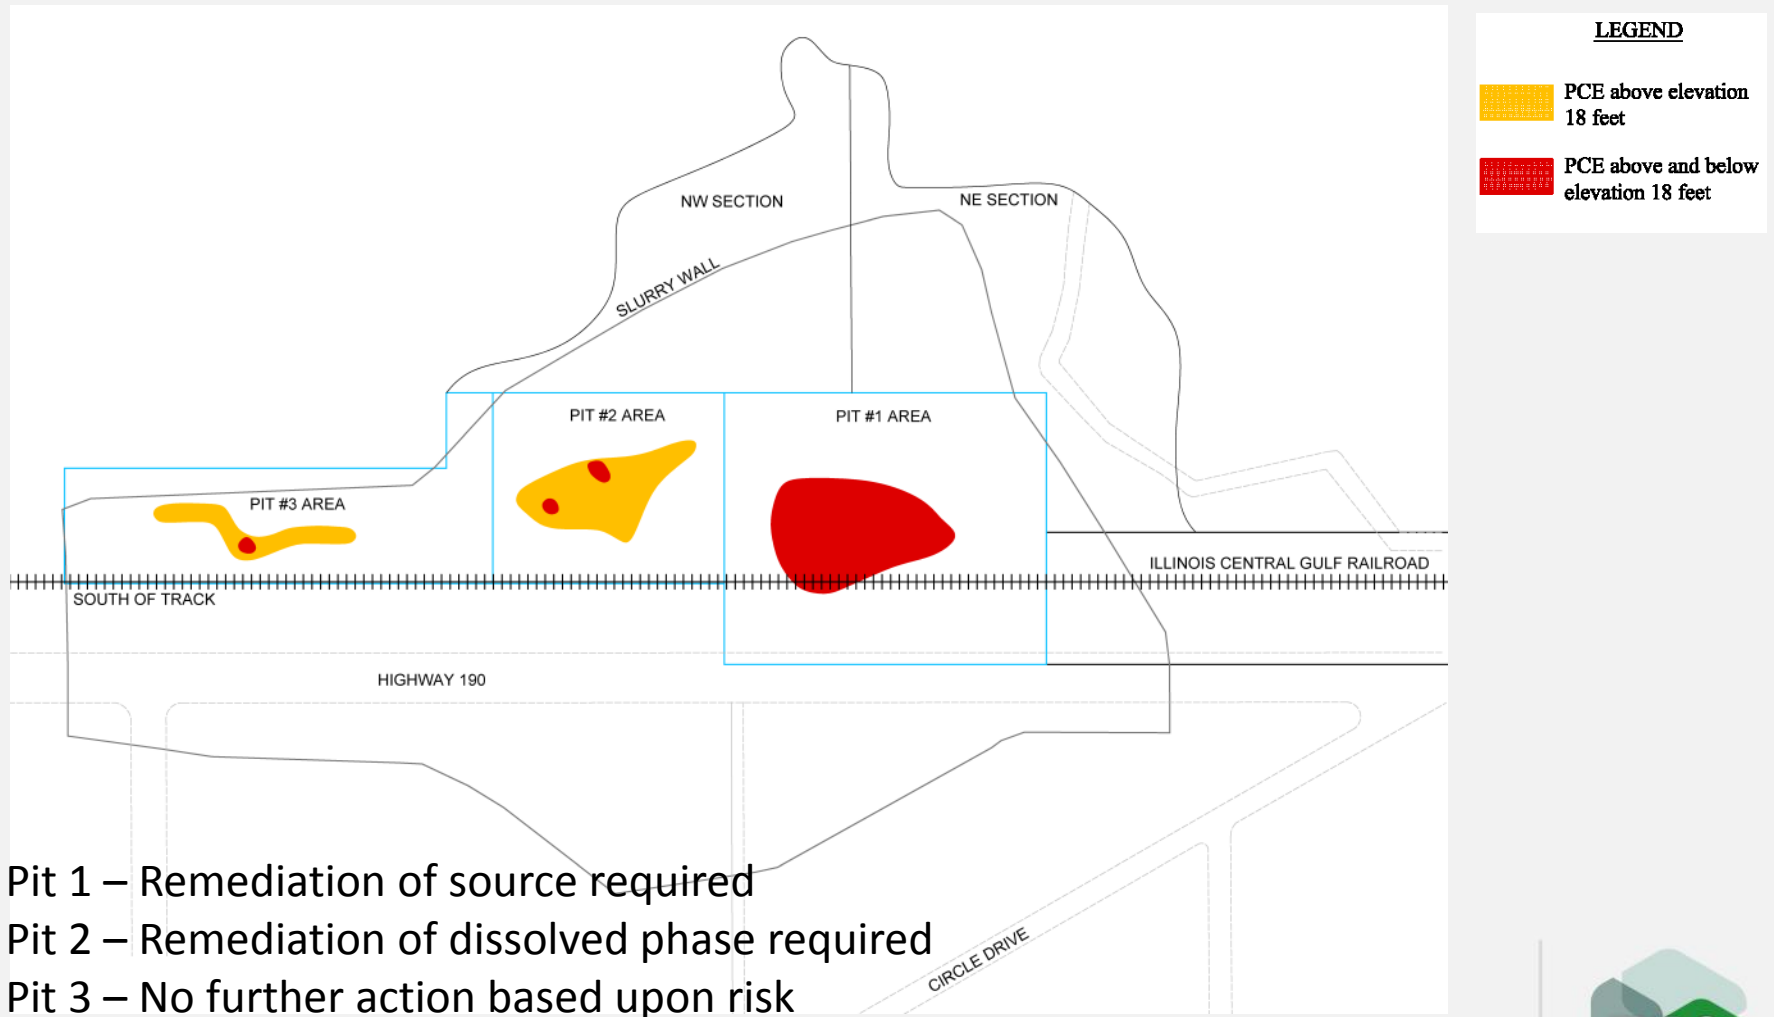 LEGEND
PCE above elevation
18 feet
PCE above and below
elevation 18 feet
NW SECTION
NE SECTION
SLURRY WALL
PIT #2 AREA
PIT #1 AREA
PIT #3 AREA
ILLINOIS CENTRAL GULF RAILROAD
SOUTH OF TRACK
HIGHWAY 190
CIRCLE DRIVE
Pit 1 – Remediation of source required
Pit 2 – Remediation of dissolved phase required
Pit 3 – No further action based upon risk